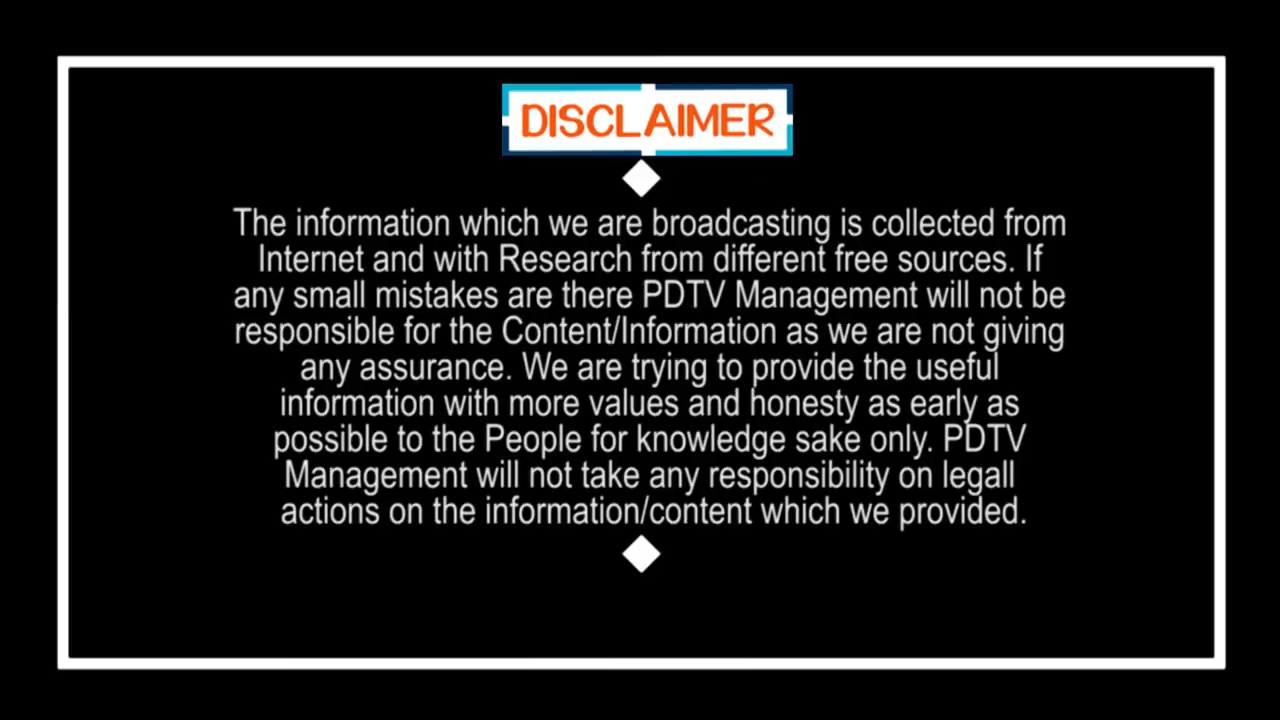 DISCLAIMER
The information which we are broadcasting is collected from
Internet and with Research from different free sources. If
any small mistakes are there PDTV Management will not be
responsible for the Content/Information as we are not giving
any assurance. We are trying to provide the useful
information with more values and honesty as early as
possible to the People for knowledge sake only. PDTV
Management will not take any responsibility on legall
actions on the information/content which we provided.